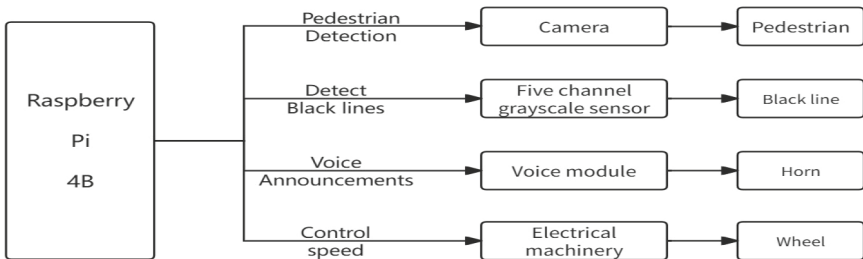 Raspberry
Pi
4B
Pedestrian
Detection
Camera
Pedestrian
Detect
Black lines
Five channel
grayscale sensor
Black line
Voice
Announcements
Voice module
Horn
Control
speed
Electrical
machinery
Wheel